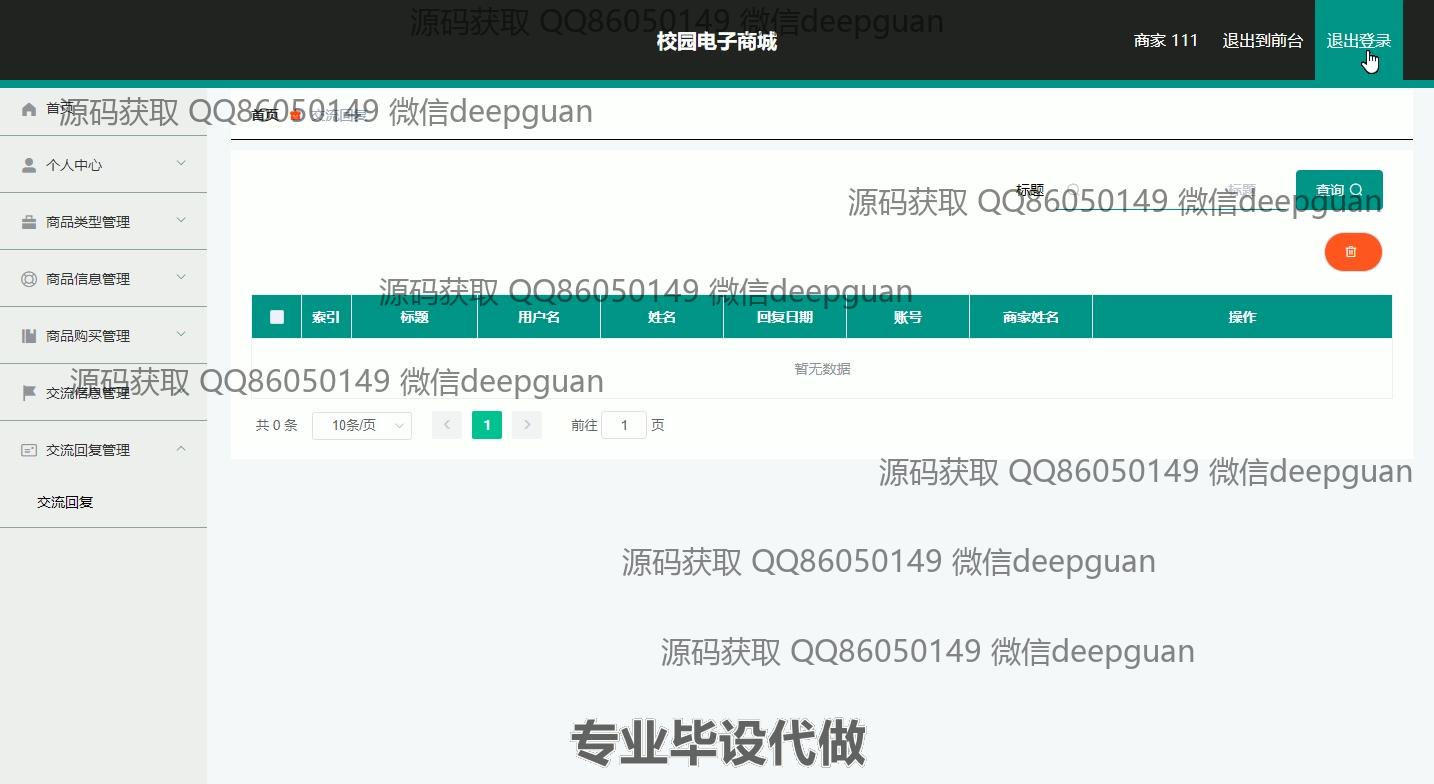 源码获取 QQ86050149 微信deepguan
校园电子商城
商家 111
退出到前台
退出登录
首页
源码获取 QQ86050149 微信deepguan
首页
交流回复
个人中心
标题
标题
查询
源码获取 QQ86050149 微信deepguan
商品类型管理
商品信息管理
源码获取 QQ86050149 微信deepguan
索引 标题 用户名 姓名 回复日期 账号 商家姓名 操作
商品购买管理
暂无数据
源码获取 QQ86050149 微信deepguan
交流信息管理
共 0 条 10条/页 1 前往 1 页
交流回复管理
源码获取 QQ86050149 微信deepguan
交流回复
源码获取 QQ86050149 微信deepguan
源码获取 QQ86050149 微信deepguan
专业毕设代做